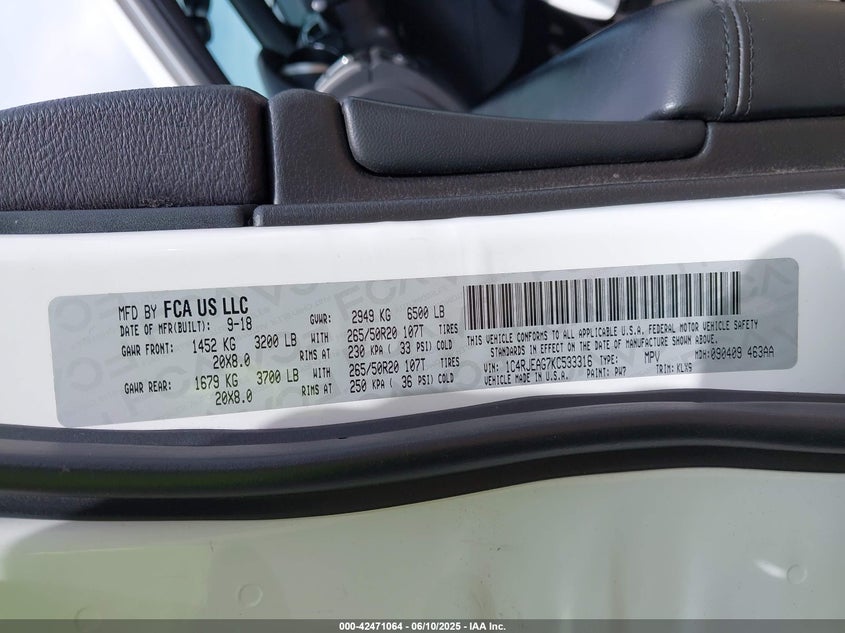 MFD BY FCA US LLC
DATE OF MFR(BUILT): 9-18
GVWR: 2949 KG 6500 LB
GAWR FRONT: 1452 KG 3200 LB
265/50R20 107T TIRES
20X8.0 RIMS AT 230 KPA ( 33 PSI) COLD
GAWR REAR: 1679 KG 3700 LB
265/50R20 107T TIRES
20X8.0 RIMS AT 250 KPA ( 36 PSI) COLD
THIS VEHICLE CONFORMS TO ALL APPLICABLE U.S.A. FEDERAL MOTOR VEHICLE SAFETY
STANDARDS IN EFFECT ON THE DATE OF MANUFACTURE SHOWN ABOVE.
VIN: 1C4RJEAG7KC533316 TYPE: MPV MDH: 090409 463AA
VEHICLE MADE IN U.S.A. PAINT: PW7 TRIM: KLX9
000-42471064 - 06/10/2025 - IAA Inc.